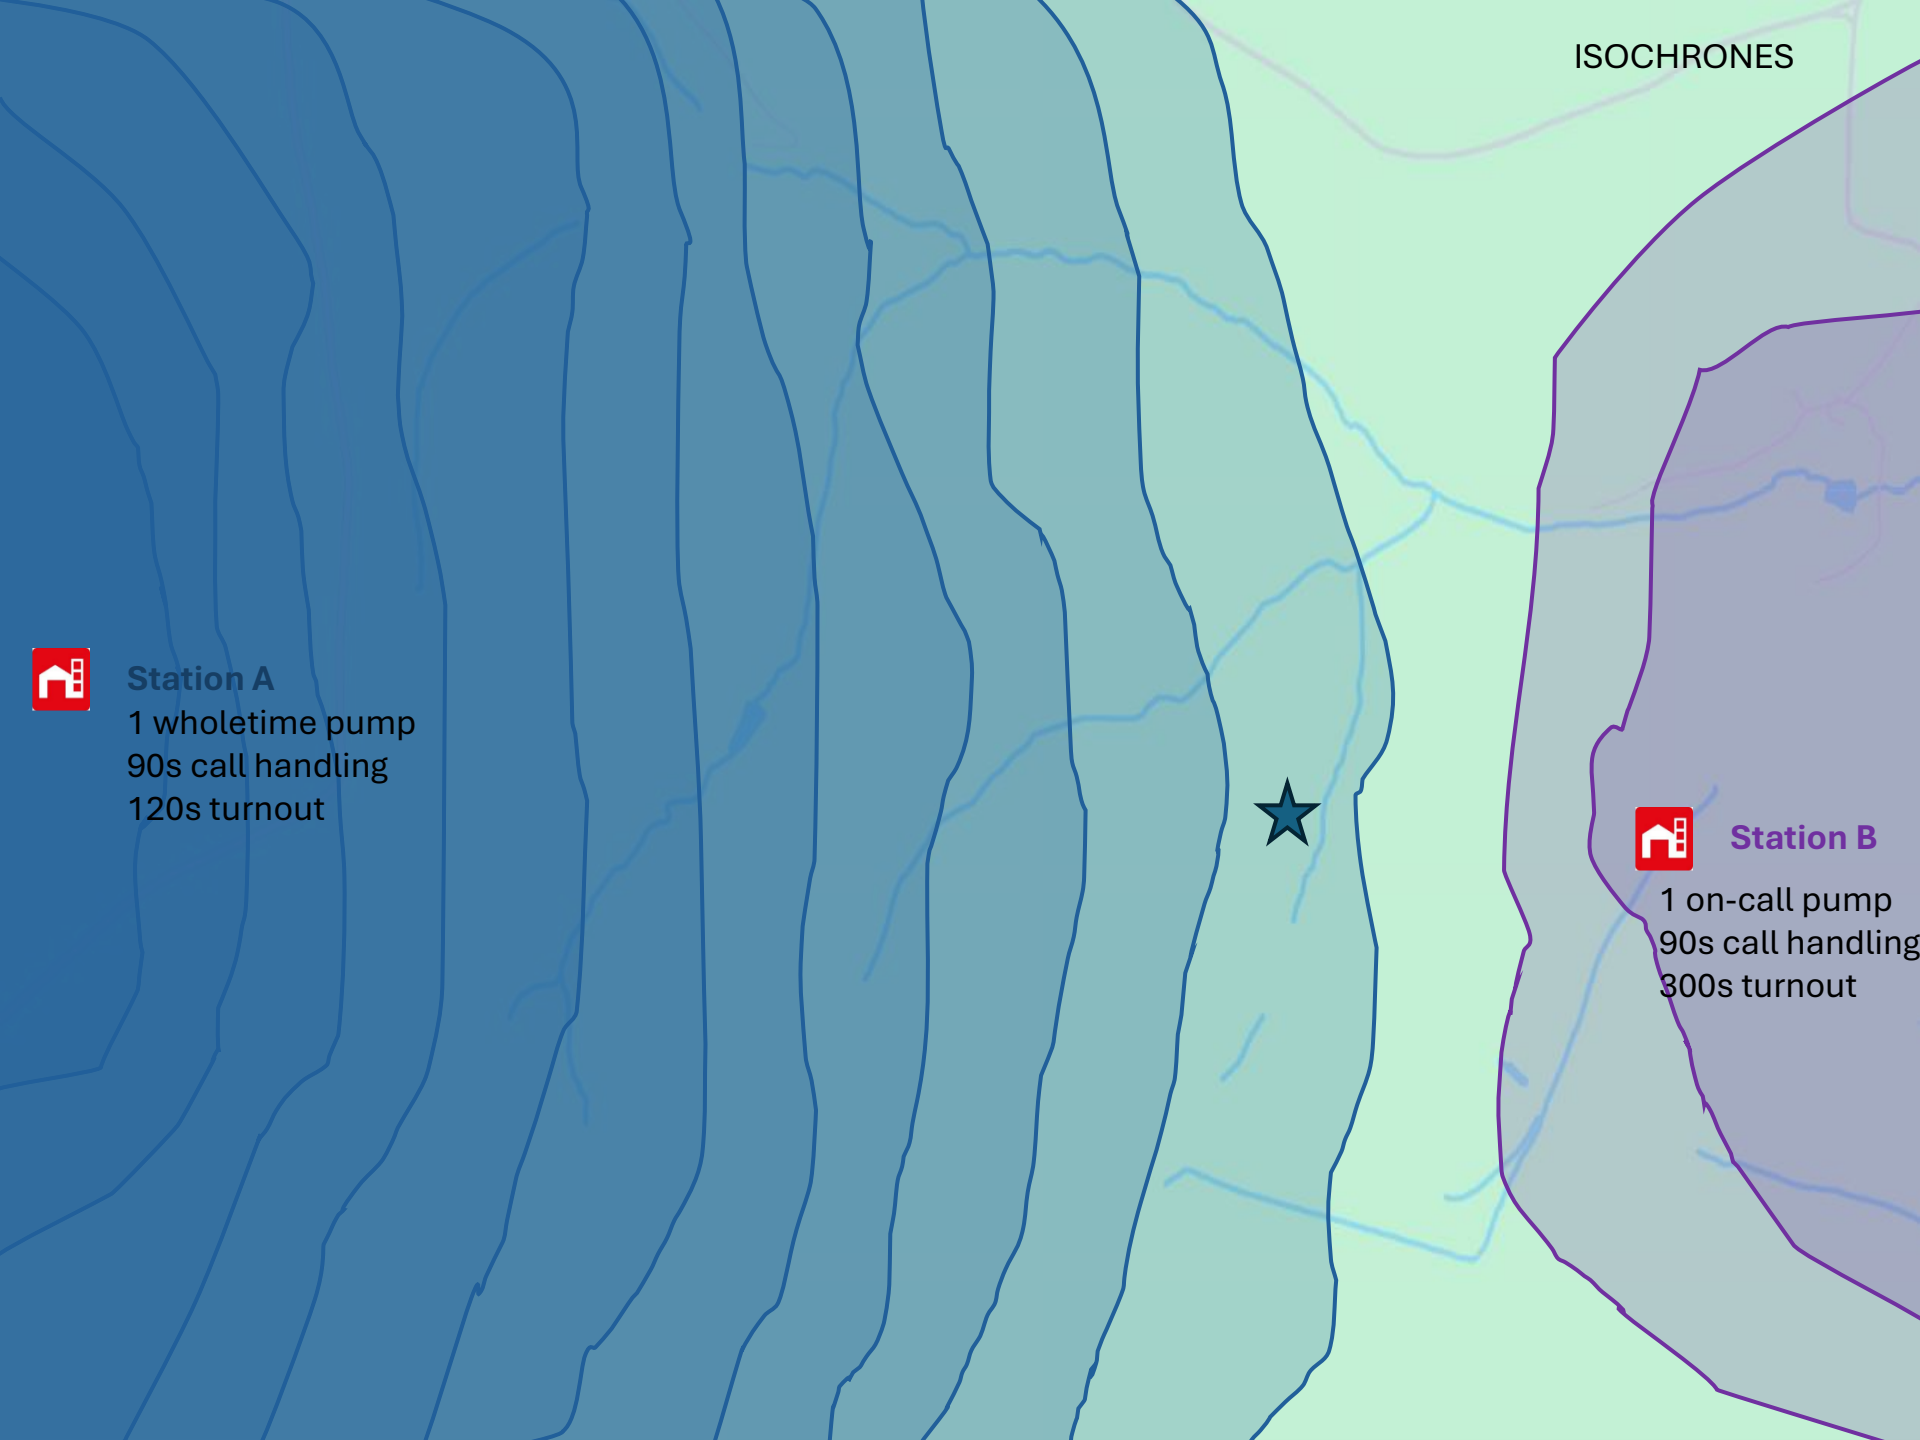 ISOCHRONES
Station A
1 wholetime pump
90s call handling
120s turnout
Station B
1 on-call pump
90s call handling
300s turnout